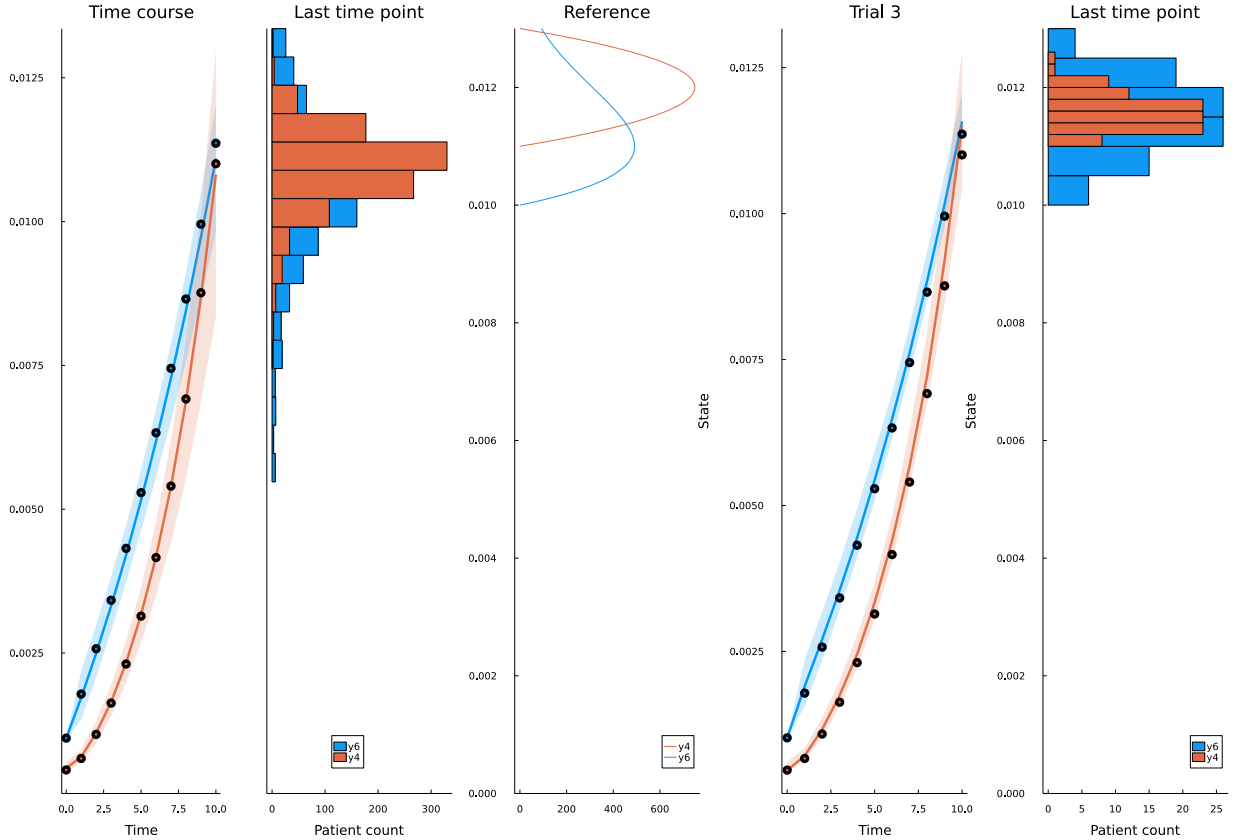 Time course
Last time point
Reference
Trial 3
Last time point
0.0125
0.0100
0.0075
0.0050
0.0025
0.0
2.5
5.0
7.5
10.0
Time
y6
y4
0
100
200
300
Patient count
0.012
0.010
0.008
0.006
0.004
0.002
0.000
y4
y6
0
200
400
600
State
0.0125
0.0100
0.0075
0.0050
0.0025
0.0
2.5
5.0
7.5
10.0
Time
State
0.012
0.010
0.008
0.006
0.004
0.002
0.000
y6
y4
0
5
10
15
20
25
Patient count